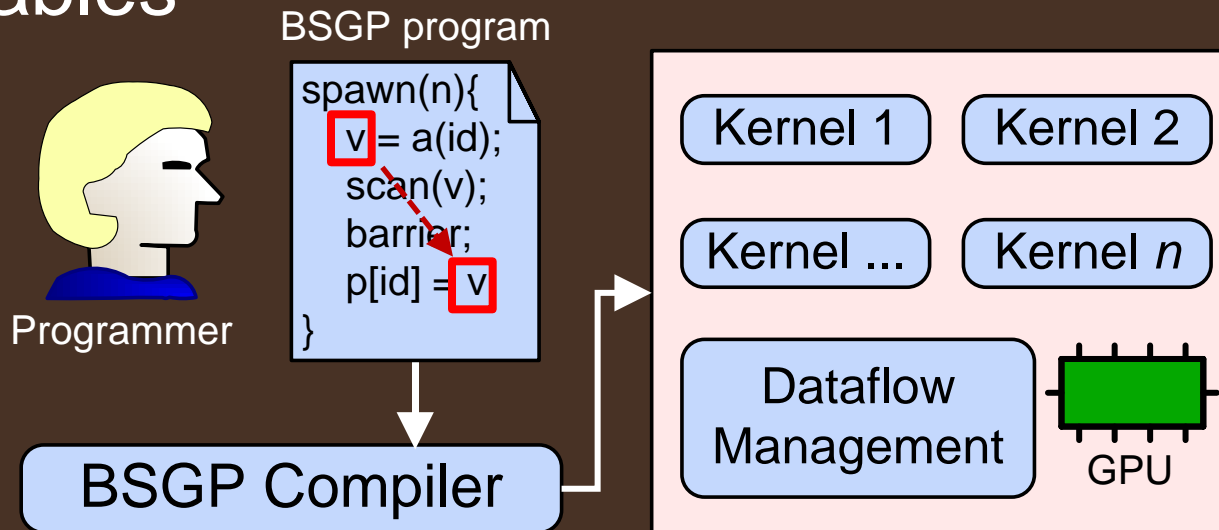 BSGP program
spawn(n){
v = a(id);
scan(v);
barrier;
p[id] = v
}
Programmer
BSGP Compiler
Kernel 1
Kernel 2
Kernel ...
Kernel n
Dataflow
Management
GPU